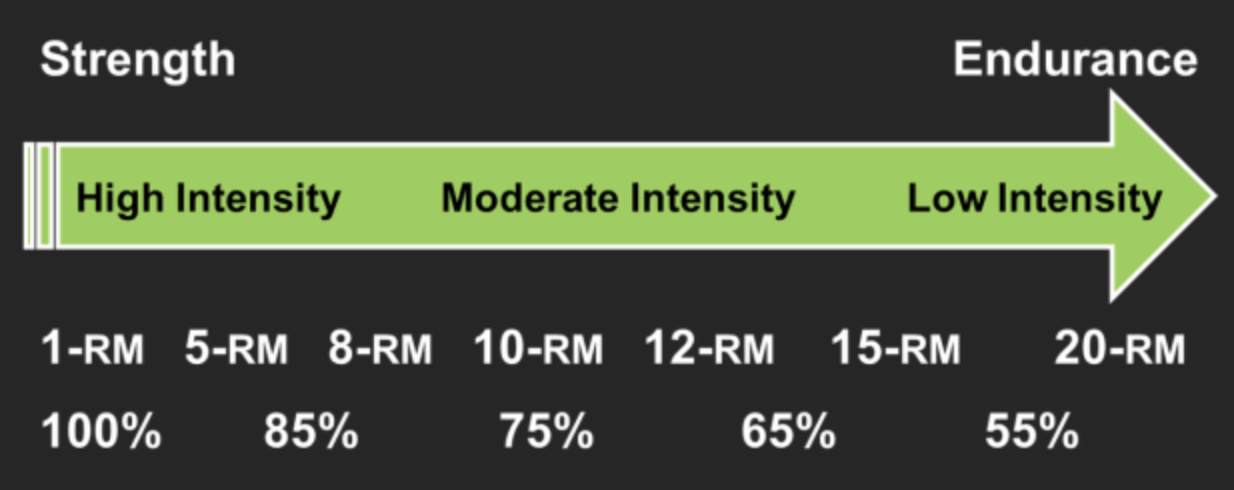 Strength Endurance
High Intensity Moderate Intensity Low Intensity
1-RM 5-RM 8-RM 10-RM 12-RM 15-RM 20-RM
100% 85% 75% 65% 55%